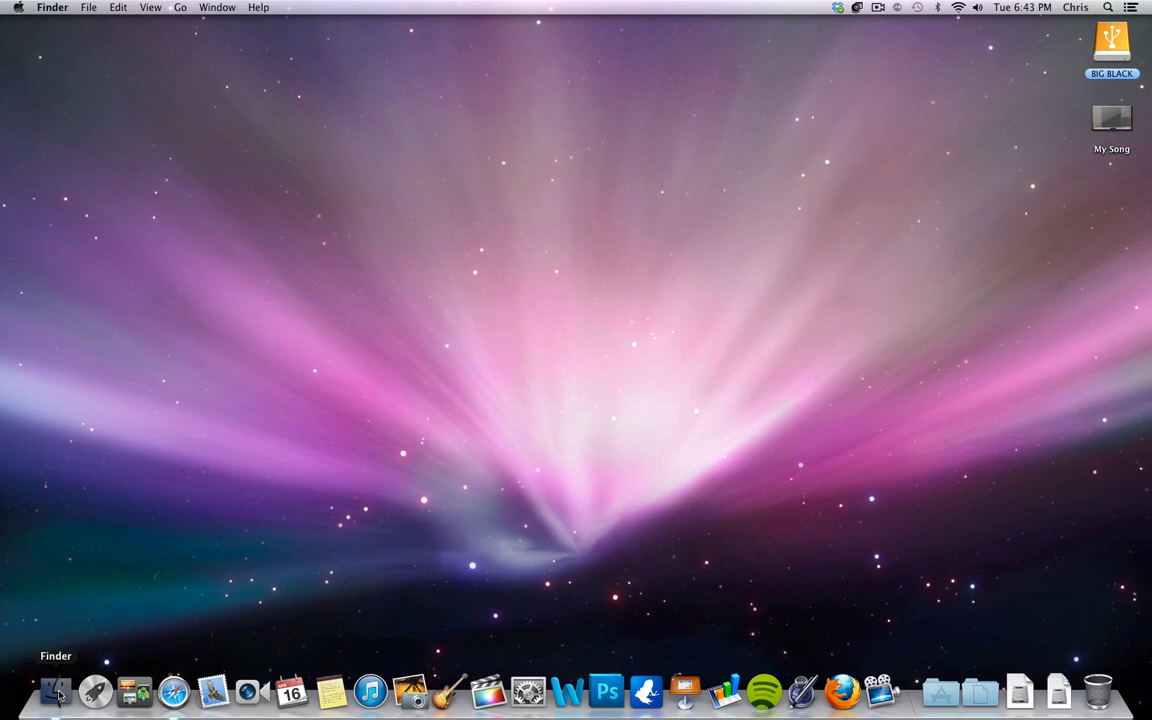 Finder File Edit View Go Window Help Tue 6:43 PM Chris
BIG BLACK
My Song
Finder
16
W
Ps